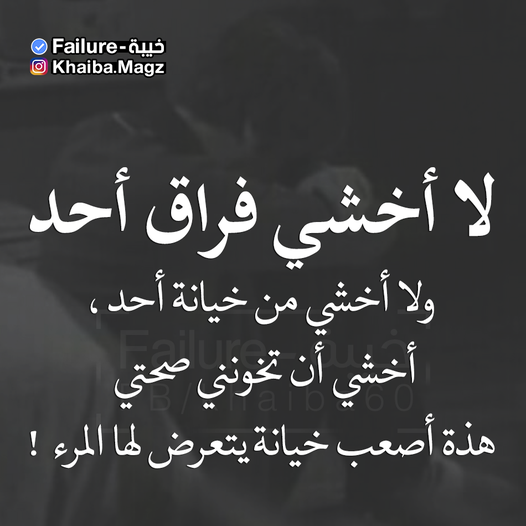 Failure-خيبة
Khaiba.Magz
لا أخشي فراق أحد
ولا أخشي من خيانة أحد ،
أخشي أن تخونني صحتي
هذة أصعب خيانة يتعرض لها المرء !